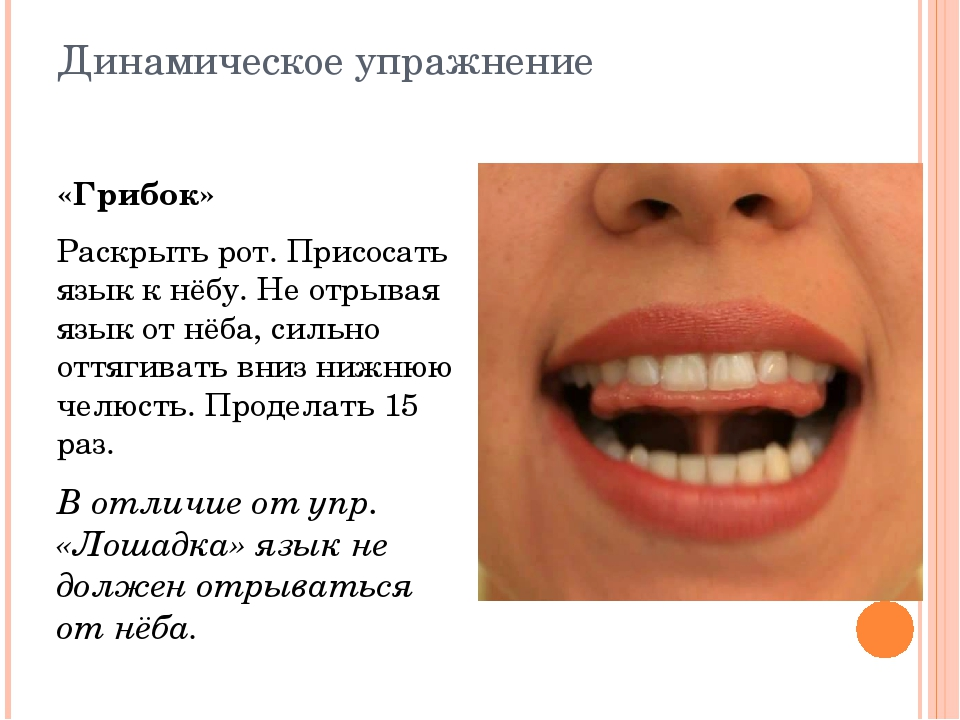 Динамическое упражнение
«Грибок»
Раскрыть рот. Присосать
язык к нёбу. Не отрывая
язык от нёба, сильно
оттягивать вниз нижнюю
челюсть. Проделать 15
раз.
В отличие от упр.
«Лошадка» язык не
должен отрываться
от нёба.